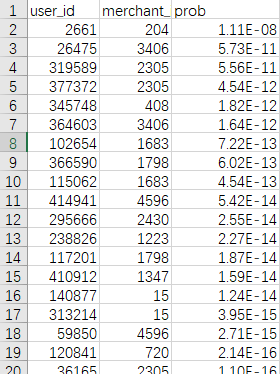 1 user_id merchant_ prob
2 2661 204 1.11E-08
3 26475 3406 5.73E-11
4 319589 2305 5.56E-11
5 377372 2305 4.54E-12
6 345748 408 1.82E-12
7 364603 3406 1.64E-12
8 102654 1683 7.22E-13
9 366590 1798 6.02E-13
10 115062 1683 4.54E-13
11 414941 4596 5.42E-14
12 295666 2430 2.55E-14
13 238826 1223 2.27E-14
14 117201 1798 1.87E-14
15 410912 1347 1.59E-14
16 140877 15 1.24E-14
17 313214 15 3.95E-15
18 59850 4596 2.71E-15
19 120841 720 2.14E-16
20 36165 2305 1.10E-16